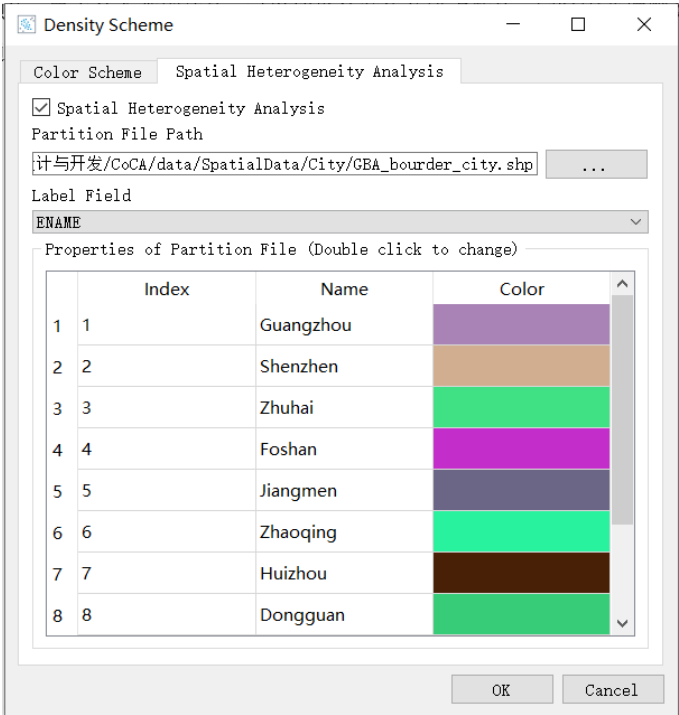 Density Scheme
Color Scheme Spatial Heterogeneity Analysis
Spatial Heterogeneity Analysis
Partition File Path
计与开发/CoCA/data/SpatialData/City/GBA_bourder_city.shp ...
Label Field
ENAME
Properties of Partition File (Double click to change)
Index Name Color
1 1 Guangzhou
2 2 Shenzhen
3 3 Zhuhai
4 4 Foshan
5 5 Jiangmen
6 6 Zhaoqing
7 7 Huizhou
8 8 Dongguan
OK Cancel